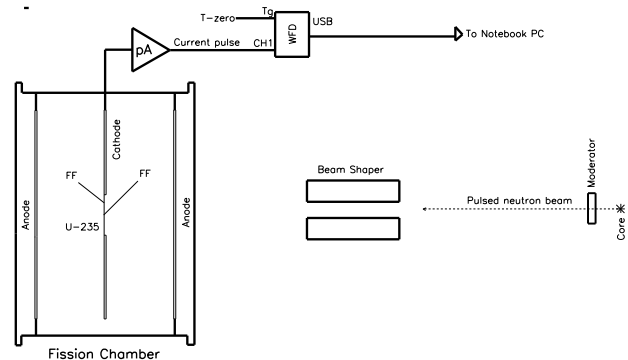 T-zero
Tg
WFD
USB
pA
Current pulse
CH1
To Notebook PC
Cathode
FF
FF
Anode
Anode
U-235
Beam Shaper
Pulsed neutron beam
Moderator
Core
Fission Chamber